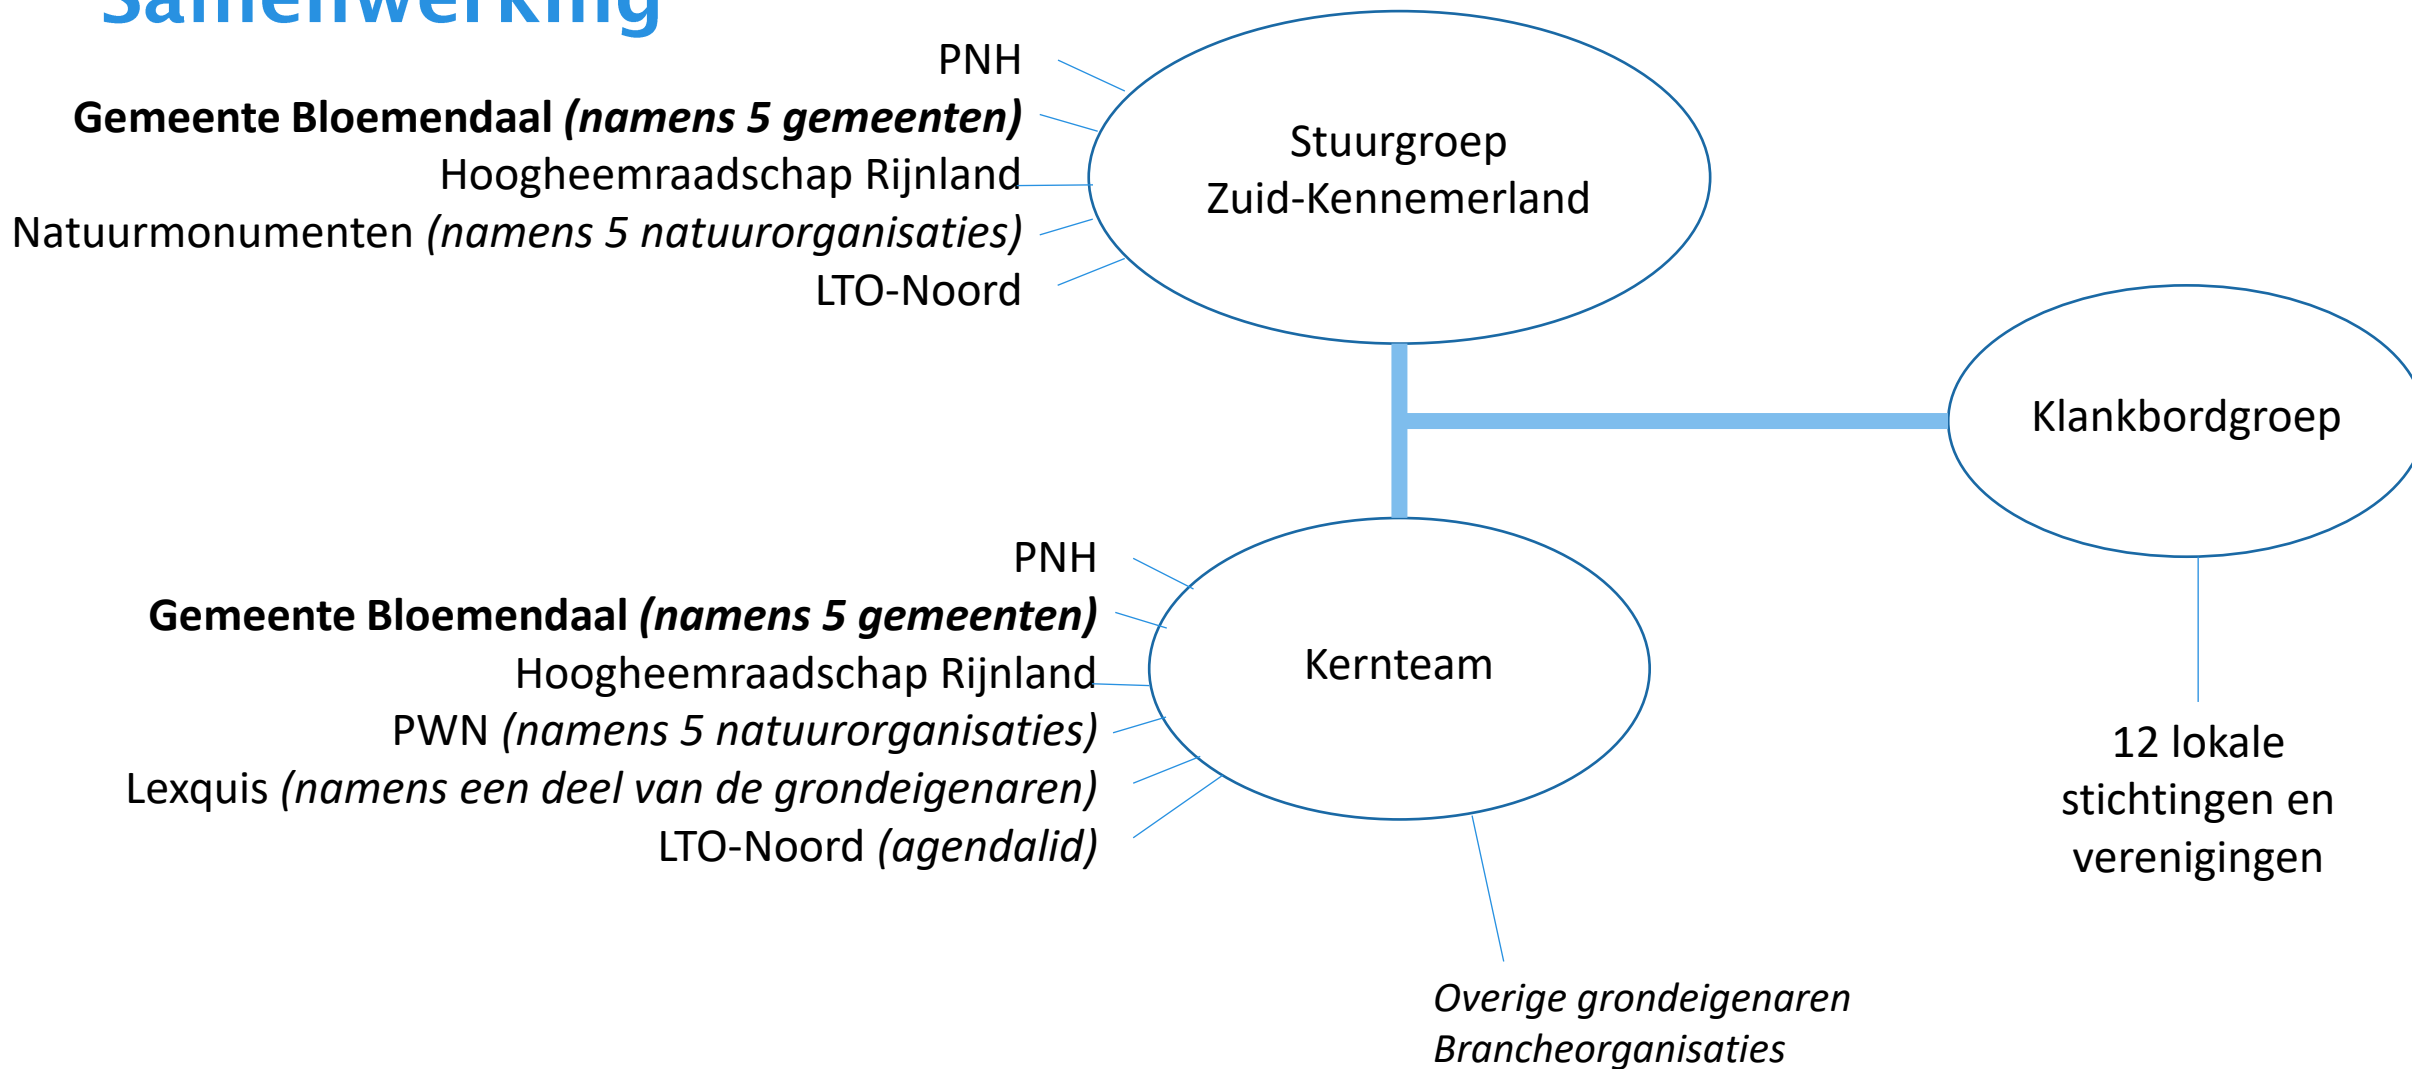 Samenwerking
PNH
Gemeente Bloemendaal (namens 5 gemeenten)
Hoogheemraadschap Rijnland
Natuurmonumenten (namens 5 natuurorganisaties)
LTO-Noord
Stuurgroep
Zuid-Kennemerland
Klankbordgroep
PNH
Gemeente Bloemendaal (namens 5 gemeenten)
Hoogheemraadschap Rijnland
PWN (namens 5 natuurorganisaties)
Lexquis (namens een deel van de grondeigenaren)
LTO-Noord (agendalid)
Kernteam
12 lokale
stichtingen en
verenigingen
Overige grondeigenaren
Brancheorganisaties